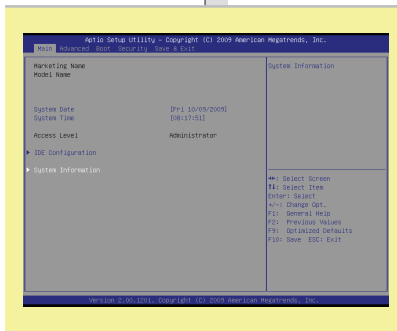 Aptio Setup Utility – Copyright (C) 2009 American Megatrends, Inc.
Main Advanced Boot Security Save & Exit
Marketing Name
Model Name
System Information
System Date [Fri 10/09/2009]
System Time [08:17:51]
Access Level Administrator
▶ IDE Configuration
▶ System Information
↔: Select Screen
↑↓: Select Item
Enter: Select
+/-: Change Opt.
F1: General Help
F2: Previous Values
F9: Optimized Defaults
F10: Save ESC: Exit
Version 2.00.1201. Copyright (C) 2009 American Megatrends, Inc.